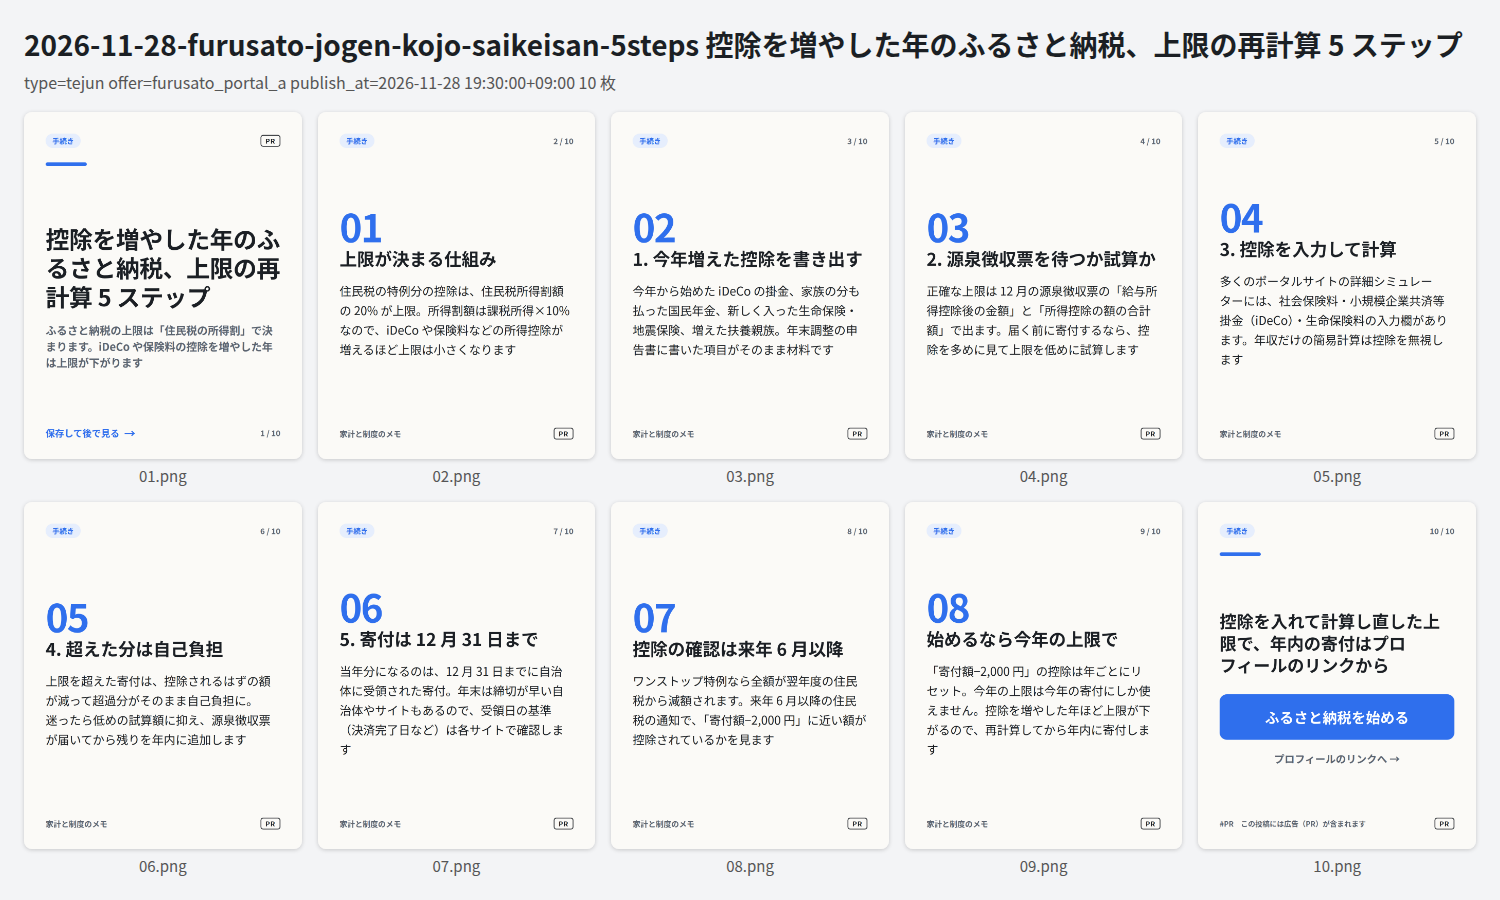 2026-11-28-furusato-jogen-kojo-saikeisan-5steps 控除を増やした年のふるさと納税、上限の再計算 5 ステップ
type=tejun offer=furusato_portal_a publish_at=2026-11-28 19:30:00+09:00 10 枚
手続き
PR
控除を増やした年のふ
るさと納税、上限の再
計算 5 ステップ
ふるさと納税の上限は「住民税の所得割」で決
まります。iDeCo や保険料の控除を増やした年
は上限が下がります
保存して後で見る →
1 / 10
01.png
手続き
2 / 10
01
上限が決まる仕組み
住民税の特例分の控除は、住民税所得割額
の 20% が上限。所得割額は課税所得×10%
なので、iDeCo や保険料などの所得控除が
増えるほど上限は小さくなります
家計と制度のメモ
PR
02.png
手続き
3 / 10
02
1. 今年増えた控除を書き出す
今年から始めた iDeCo の掛金、家族の分も
払った国民年金、新しく入った生命保険・
地震保険、増えた扶養親族。年末調整の申
告書に書いた項目がそのまま材料です
家計と制度のメモ
PR
03.png
手続き
4 / 10
03
2. 源泉徴収票を待つか試算か
正確な上限は 12 月の源泉徴収票の「給与所
得控除後の金額」と「所得控除の額の合計
額」で出ます。届く前に寄付するなら、控
除を多めに見て上限を低めに試算します
家計と制度のメモ
PR
04.png
手続き
5 / 10
04
3. 控除を入力して計算
多くのポータルサイトの詳細シミュレー
ターには、社会保険料・小規模企業共済等
掛金（iDeCo）・生命保険料の入力欄があり
ます。年収だけの簡易計算は控除を無視し
ます
家計と制度のメモ
PR
05.png
手続き
6 / 10
05
4. 超えた分は自己負担
上限を超えた寄付は、控除されるはずの額
が減って超過分がそのまま自己負担に。
迷ったら低めの試算額に抑え、源泉徴収票
が届いてから残りを年内に追加します
家計と制度のメモ
PR
06.png
手続き
7 / 10
06
5. 寄付は 12 月 31 日まで
当年分になるのは、12 月 31 日までに自治
体に受領された寄付。年末は締切が早い自
治体やサイトもあるので、受領日の基準
（決済完了日など）は各サイトで確認しま
す
家計と制度のメモ
PR
07.png
手続き
8 / 10
07
控除の確認は来年 6 月以降
ワンストップ特例なら全額が翌年度の住民
税から減額されます。来年 6 月以降の住民
税の通知で、「寄付額−2,000 円」に近い額が
控除されているかを見ます
家計と制度のメモ
PR
08.png
手続き
9 / 10
08
始めるなら今年の上限で
「寄付額−2,000 円」の控除は年ごとにリ
セット。今年の上限は今年の寄付にしか使
えません。控除を増やした年ほど上限が下
がるので、再計算してから年内に寄付しま
す
家計と制度のメモ
PR
09.png
手続き
10 / 10
控除を入れて計算し直した上
限で、年内の寄付はプロ
フィールのリンクから
ふるさと納税を始める
プロフィールのリンクへ →
#PR この投稿には広告（PR）が含まれます
PR
10.png